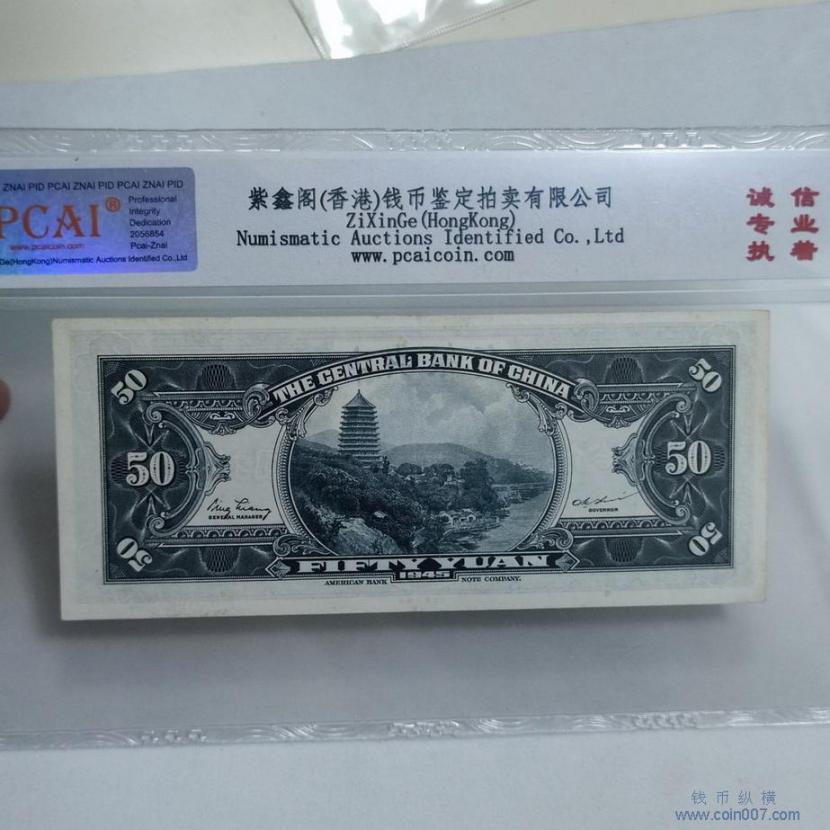 ZNAI PID PCAI ZNAI PID PCAI ZNAI PID
PCAI®
Professional
Integrity
Dedication
2056854
Pcai-Znai
www.pcaicoin.com
Ge(HongKong)Numismatic Auctions Identified Co.,Ltd
紫鑫阁(香港)钱币鉴定拍卖有限公司
ZiXinGe(HongKong)
Numismatic Auctions Identified Co.,Ltd
www.pcaicoin.com
诚信
专业
执着
THE CENTRAL BANK OF CHINA
50
50
50
50
GENERAL MANAGER
GOVERNOR
50
50
FIFTY YUAN
1945
AMERICAN BANK NOTE COMPANY.
钱币纵横
www.coin007.com